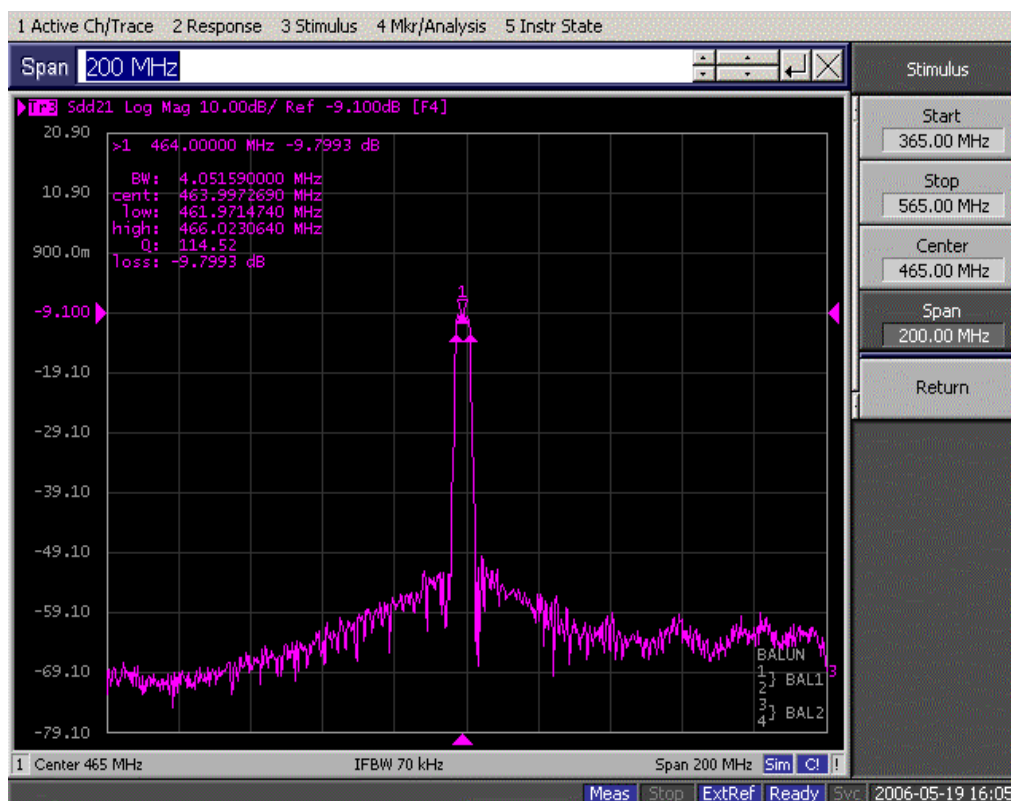 1 Active Ch/Trace 2 Response 3 Stimulus 4 Mkr/Analysis 5 Instr State
Span 200 MHz
Stimulus
Tr3 Sdd21 Log Mag 10.00dB/ Ref -9.100dB [F4]
>1 464.00000 MHz -9.7993 dB
BW: 4.051590000 MHz
cent: 463.9972690 MHz
low: 461.9714740 MHz
high: 466.0230640 MHz
Q: 114.52
loss: -9.7993 dB
20.90
10.90
900.0m
-9.100
-19.10
-29.10
-39.10
-49.10
-59.10
-69.10
-79.10
1
BALUN
1
2} BAL1
3
4} BAL2
3
Start
365.00 MHz
Stop
565.00 MHz
Center
465.00 MHz
Span
200.00 MHz
Return
1 Center 465 MHz IFBW 70 kHz Span 200 MHz Sim C! !
Meas Stop ExtRef Ready Svc 2006-05-19 16:05